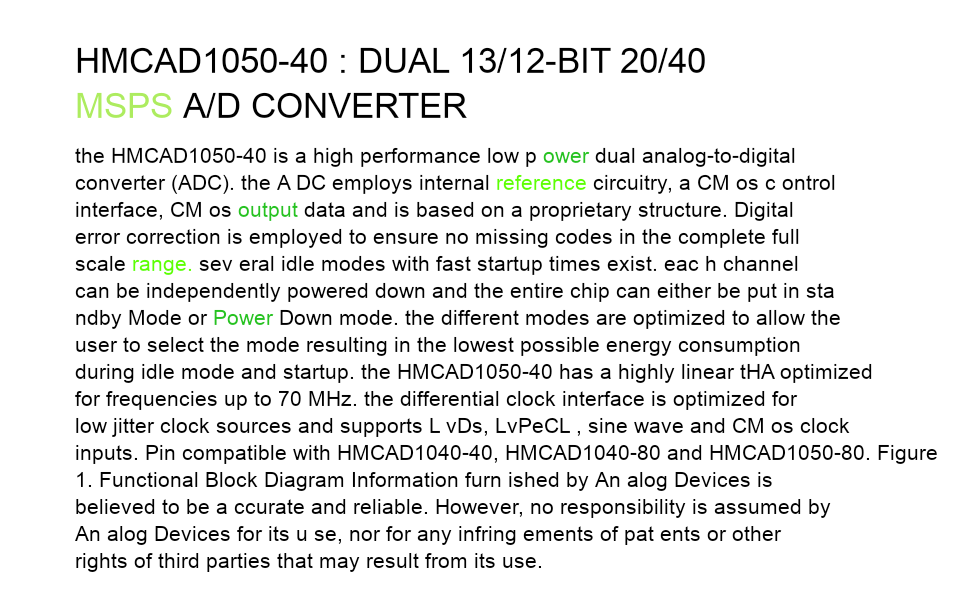 HMCAD1050-40 : DUAL 13/12-BIT 20/40
MSPS A/D CONVERTER
the HMCAD1050-40 is a high performance low p ower dual analog-to-digital
converter (ADC). the A DC employs internal reference circuitry, a CM os c ontrol
interface, CM os output data and is based on a proprietary structure. Digital
error correction is employed to ensure no missing codes in the complete full
scale range. sev eral idle modes with fast startup times exist. eac h channel
can be independently powered down and the entire chip can either be put in sta
ndby Mode or Power Down mode. the different modes are optimized to allow the
user to select the mode resulting in the lowest possible energy consumption
during idle mode and startup. the HMCAD1050-40 has a highly linear tHA optimized
for frequencies up to 70 MHz. the differential clock interface is optimized for
low jitter clock sources and supports L vDs, LvPeCL , sine wave and CM os clock
inputs. Pin compatible with HMCAD1040-40, HMCAD1040-80 and HMCAD1050-80. Figure
1. Functional Block Diagram Information furn ished by An alog Devices is
believed to be a ccurate and reliable. However, no responsibility is assumed by
An alog Devices for its u se, nor for any infring ements of pat ents or other
rights of third parties that may result from its use.